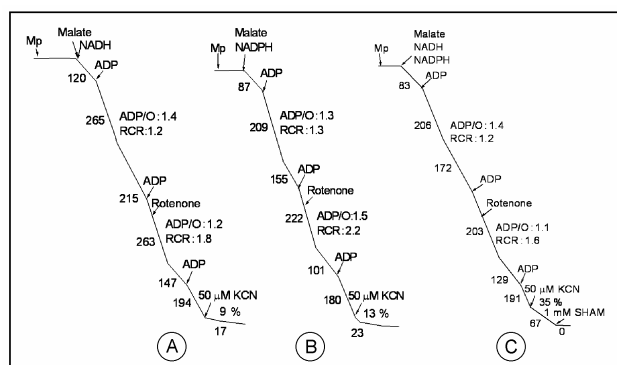 Malate
NADH
Mp
ADP
120
ADP/O : 1.4
RCR : 1.2
265
ADP
215
Rotenone
ADP/O : 1.2
RCR : 1.8
263
ADP
147
194
50 µM KCN
9 %
17
A
Malate
NADPH
Mp
ADP
87
ADP/O : 1.3
RCR : 1.3
209
ADP
155
Rotenone
222
ADP/O:1.5
RCR : 2.2
101
ADP
180
50 µM KCN
13 %
23
B
Malate
NADH
NADPH
Mp
ADP
83
ADP/O : 1.4
RCR : 1.2
206
172
ADP
Rotenone
203
ADP/O : 1.1
RCR : 1.6
ADP
129
191
50 µM KCN
35 %
1 mM SHAM
67
0
C